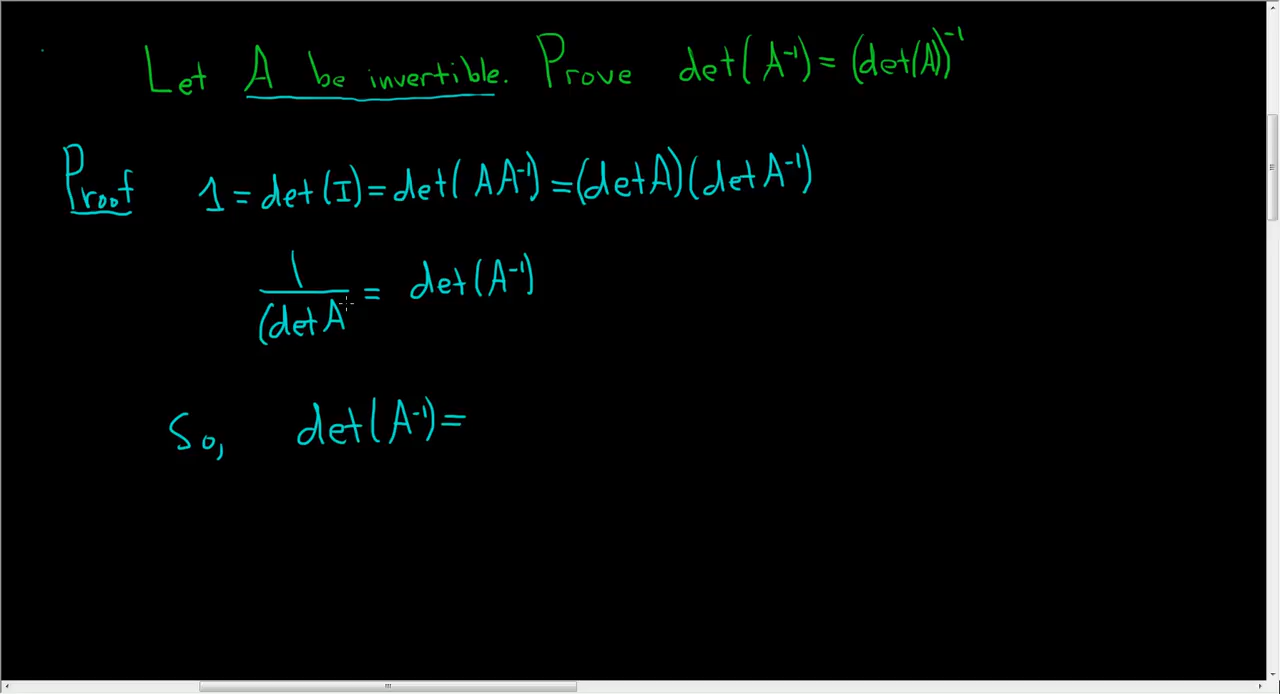 Let A be invertible. Prove det(A⁻¹) = (det(A))⁻¹
Proof 1 = det(I) = det(AA⁻¹) = (detA)(detA⁻¹)
1/(detA = det(A⁻¹)
So, det(A⁻¹) =